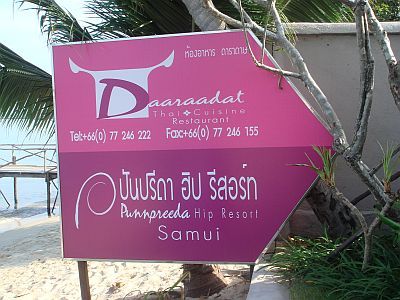 ห้องอาหาร ดาราดาษ
Daaraadat
Thai Cuisine
Restaurant
Tel:+66(0) 77 246 222 Fax:+66(0) 77 246 155
ปันปรีดา ฮิป รีสอร์ท
Punnpreeda Hip Resort
Samui